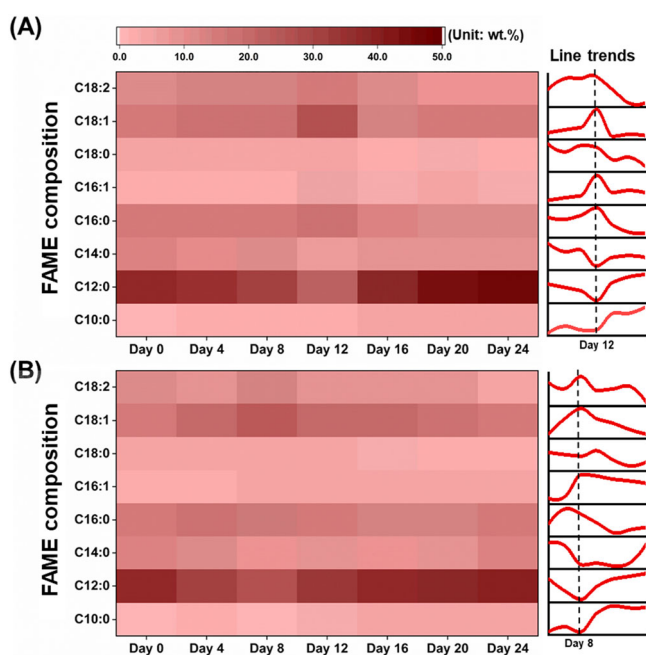 (A)
(Unit: wt.%)
0.0 10.0 20.0 30.0 40.0 50.0
Line trends
FAME composition
C18:2
C18:1
C18:0
C16:1
C16:0
C14:0
C12:0
C10:0
Day 0 Day 4 Day 8 Day 12 Day 16 Day 20 Day 24
Day 12
(B)
FAME composition
C18:2
C18:1
C18:0
C16:1
C16:0
C14:0
C12:0
C10:0
Day 0 Day 4 Day 8 Day 12 Day 16 Day 20 Day 24
Day 8